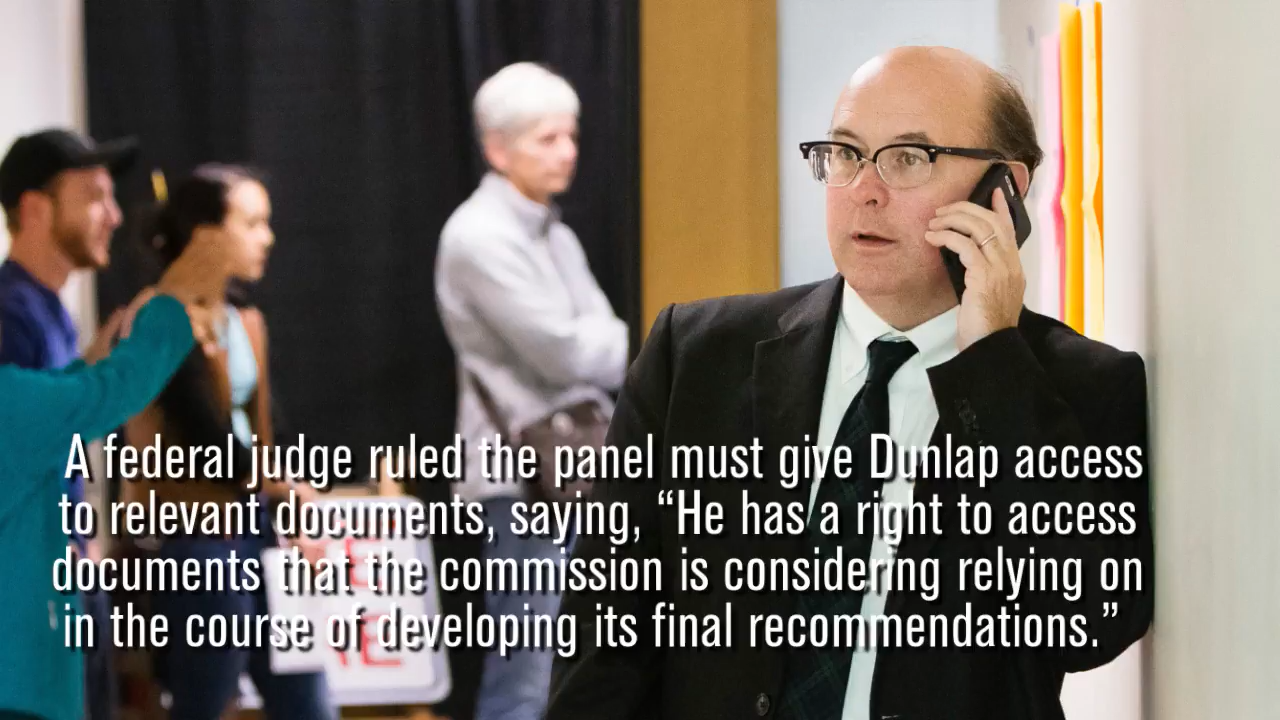 A federal judge ruled the panel must give Dunlap access
to relevant documents, saying, “He has a right to access
documents that the commission is considering relying on
in the course of developing its final recommendations.”